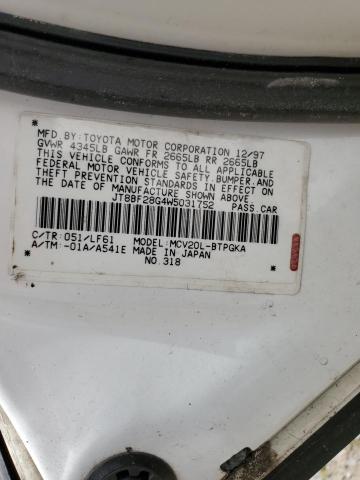 MFD.BY:TOYOTA MOTOR CORPORATION 12/97
GVWR 4345LB GAWR FR 2665LB RR 2665LB
THIS VEHICLE CONFORMS TO ALL APPLICABLE
FEDERAL MOTOR VEHICLE SAFETY,BUMPER,AND
THEFT PREVENTION STANDARDS IN EFFECT ON
THE DATE OF MANUFACTURE SHOWN ABOVE.
JT8BF28G4W5031752 PASS.CAR
C/TR:051/LF61 MODEL:MCV20L-BTPGKA
A/TM:-01A/A541E MADE IN JAPAN
NO.318